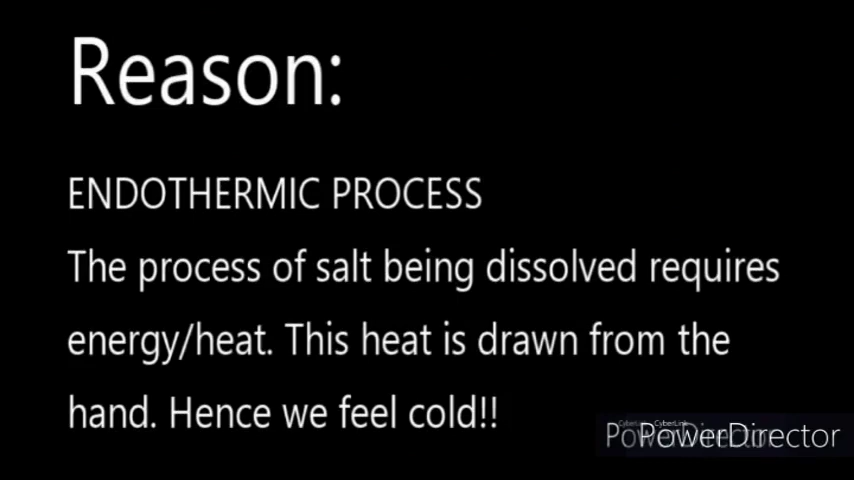 Reason:
ENDOTHERMIC PROCESS
The process of salt being dissolved requires
energy/heat. This heat is drawn from the
hand. Hence we feel cold!!
CyberLink
PowerDirector